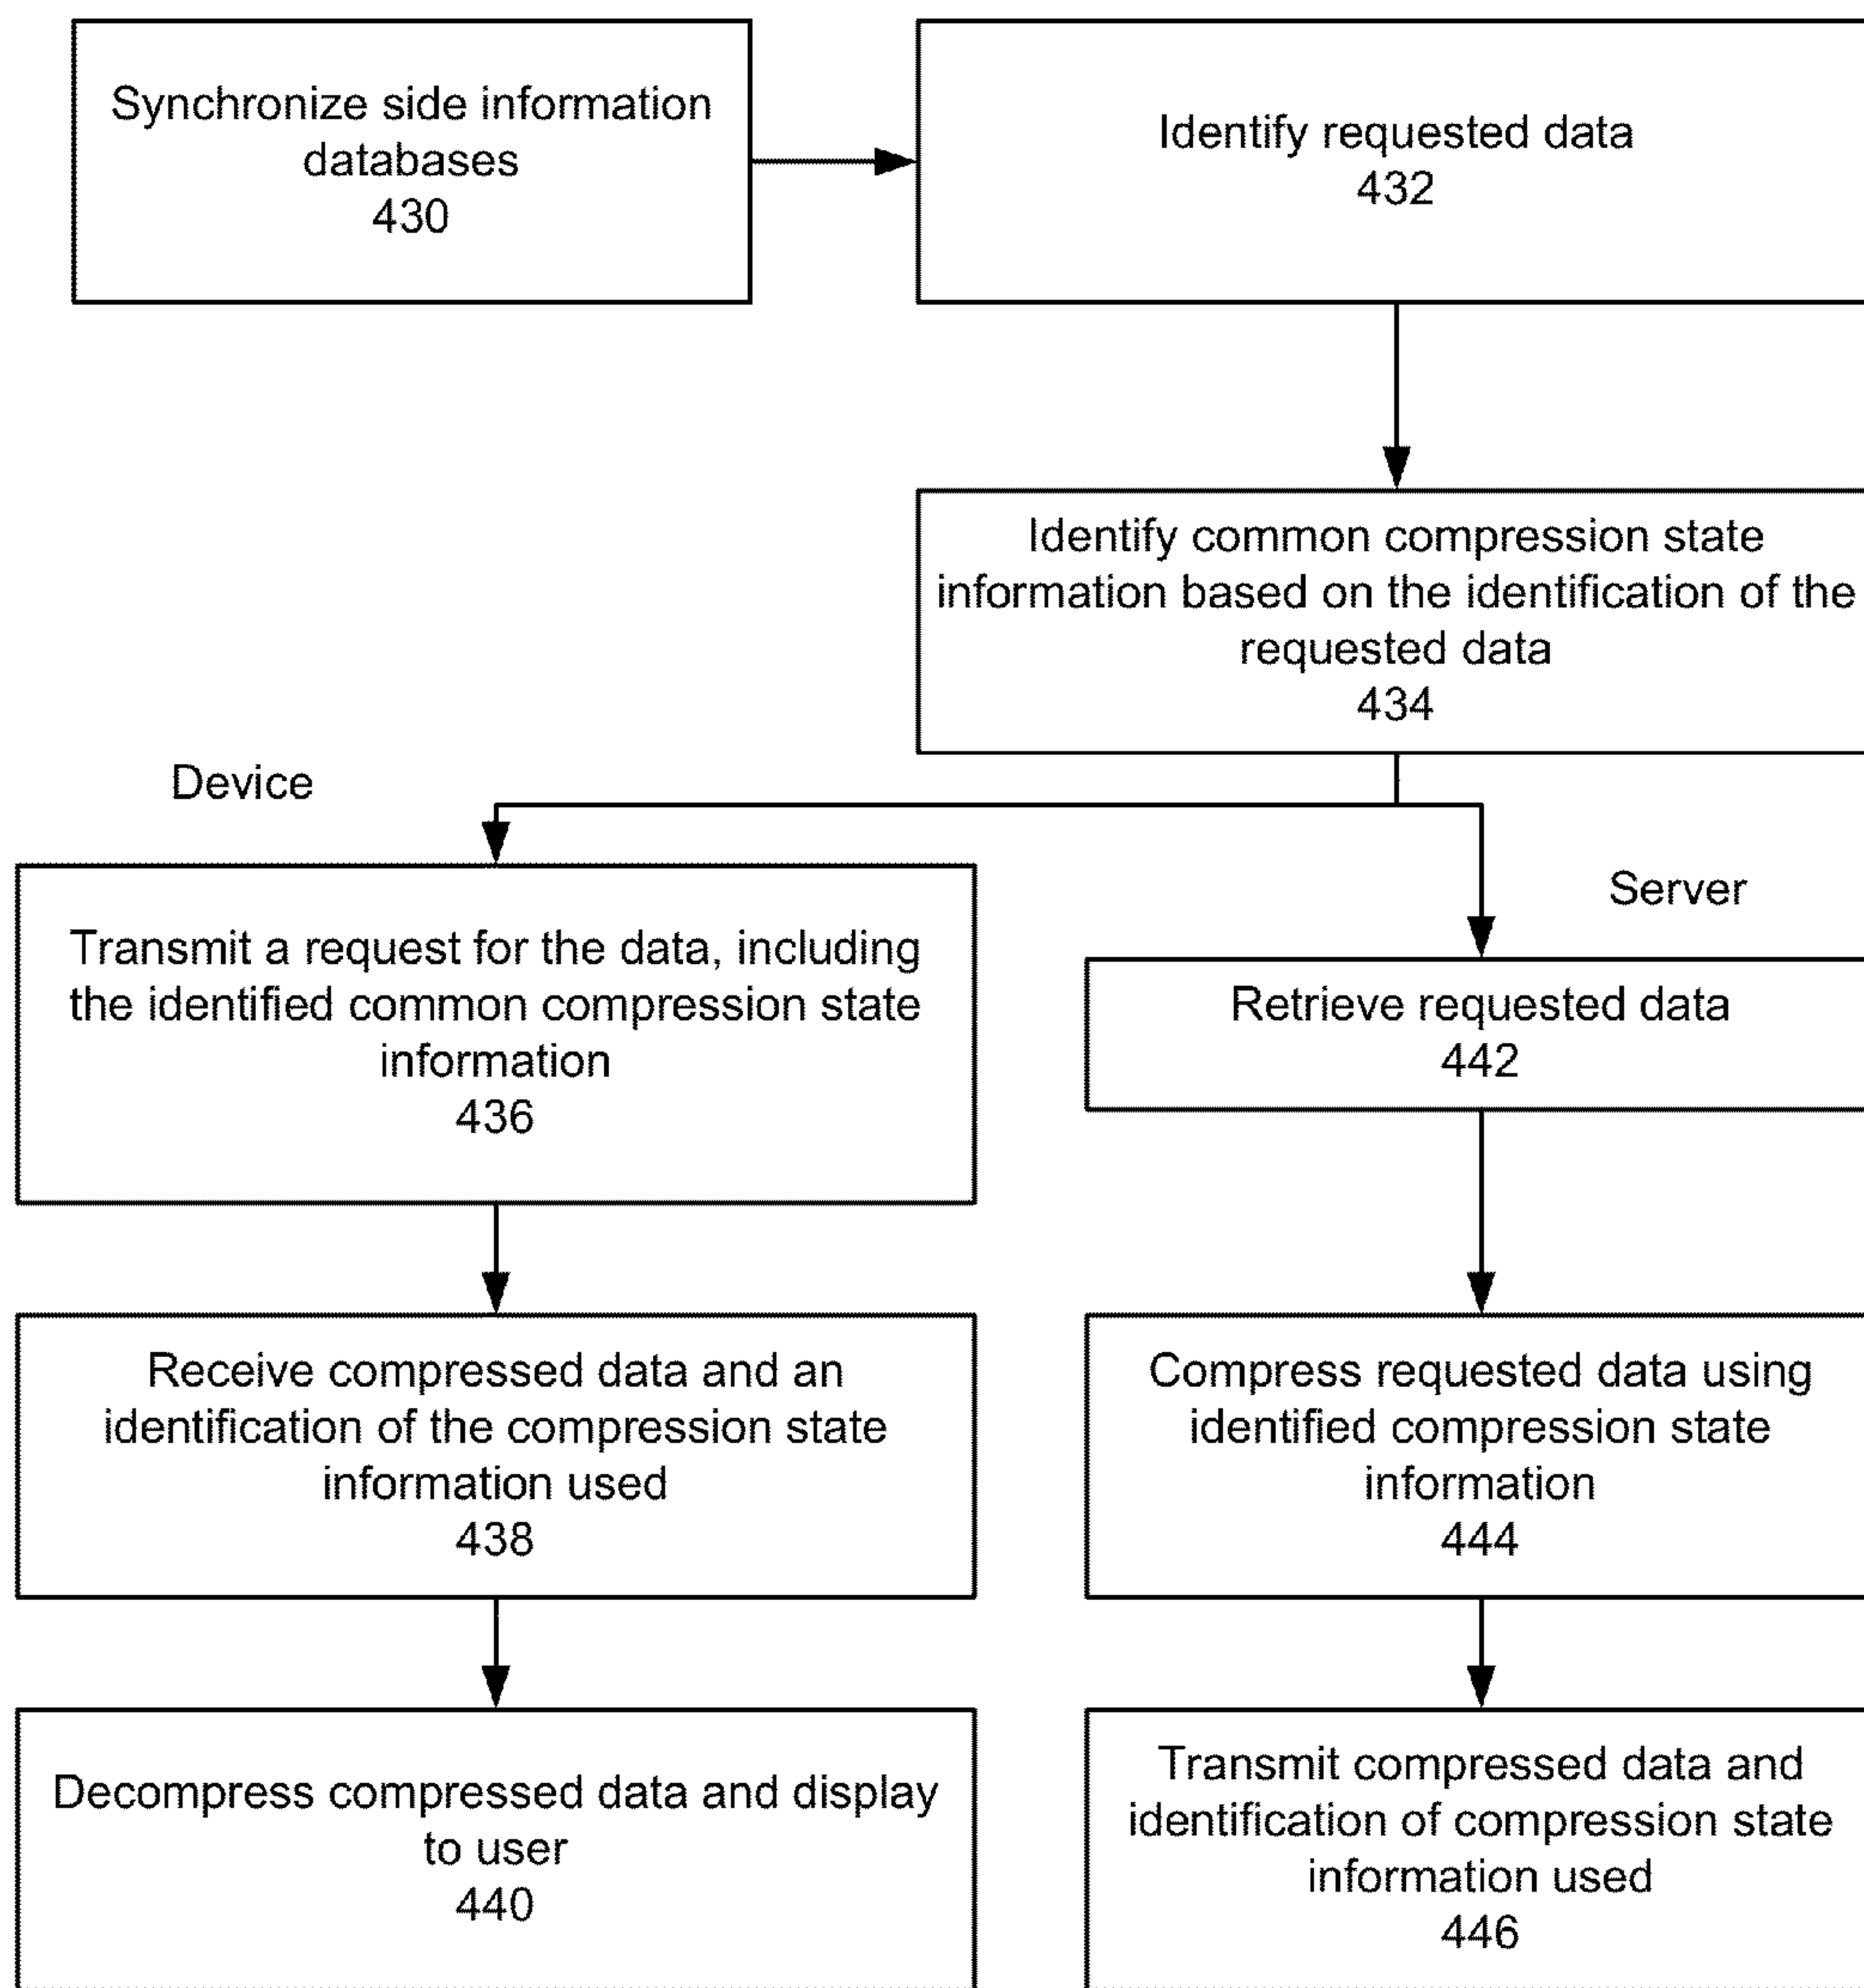 Synchronize side information
databases
430
Identify requested data
432
Identify common compression state
information based on the identification of the
requested data
434
Device
Server
Transmit a request for the data, including
the identified common compression state
information
436
Retrieve requested data
442
Receive compressed data and an
identification of the compression state
information used
438
Compress requested data using
identified compression state
information
444
Decompress compressed data and display
to user
440
Transmit compressed data and
identification of compression state
information used
446